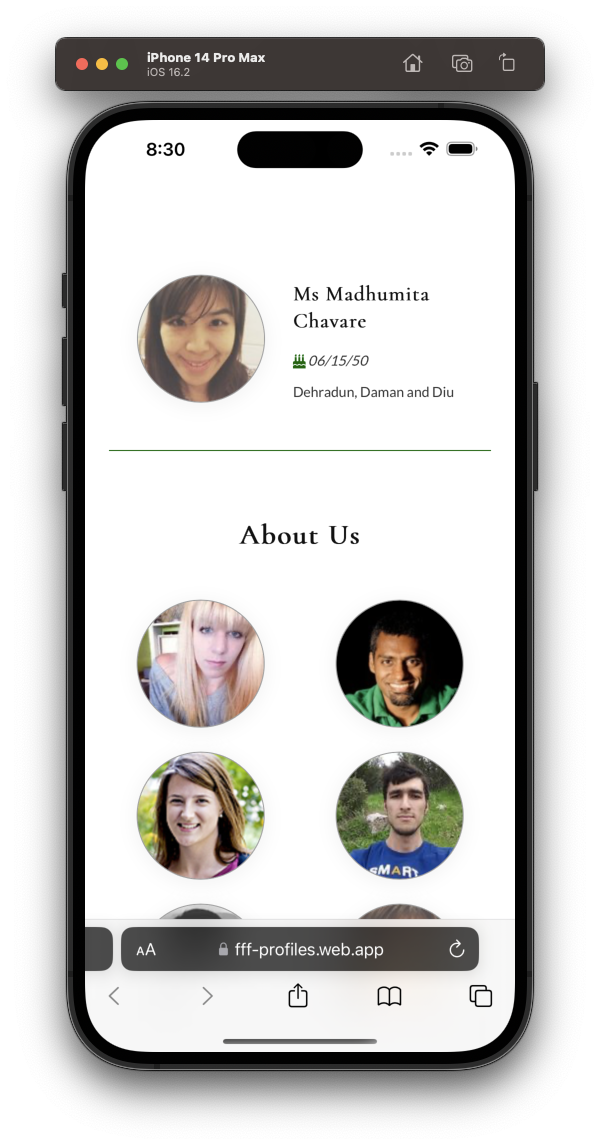 iPhone 14 Pro Max
iOS 16.2
8:30
Ms Madhumita
Chavare
06/15/50
Dehradun, Daman and Diu
About Us
SMART
AA
fff-profiles.web.app